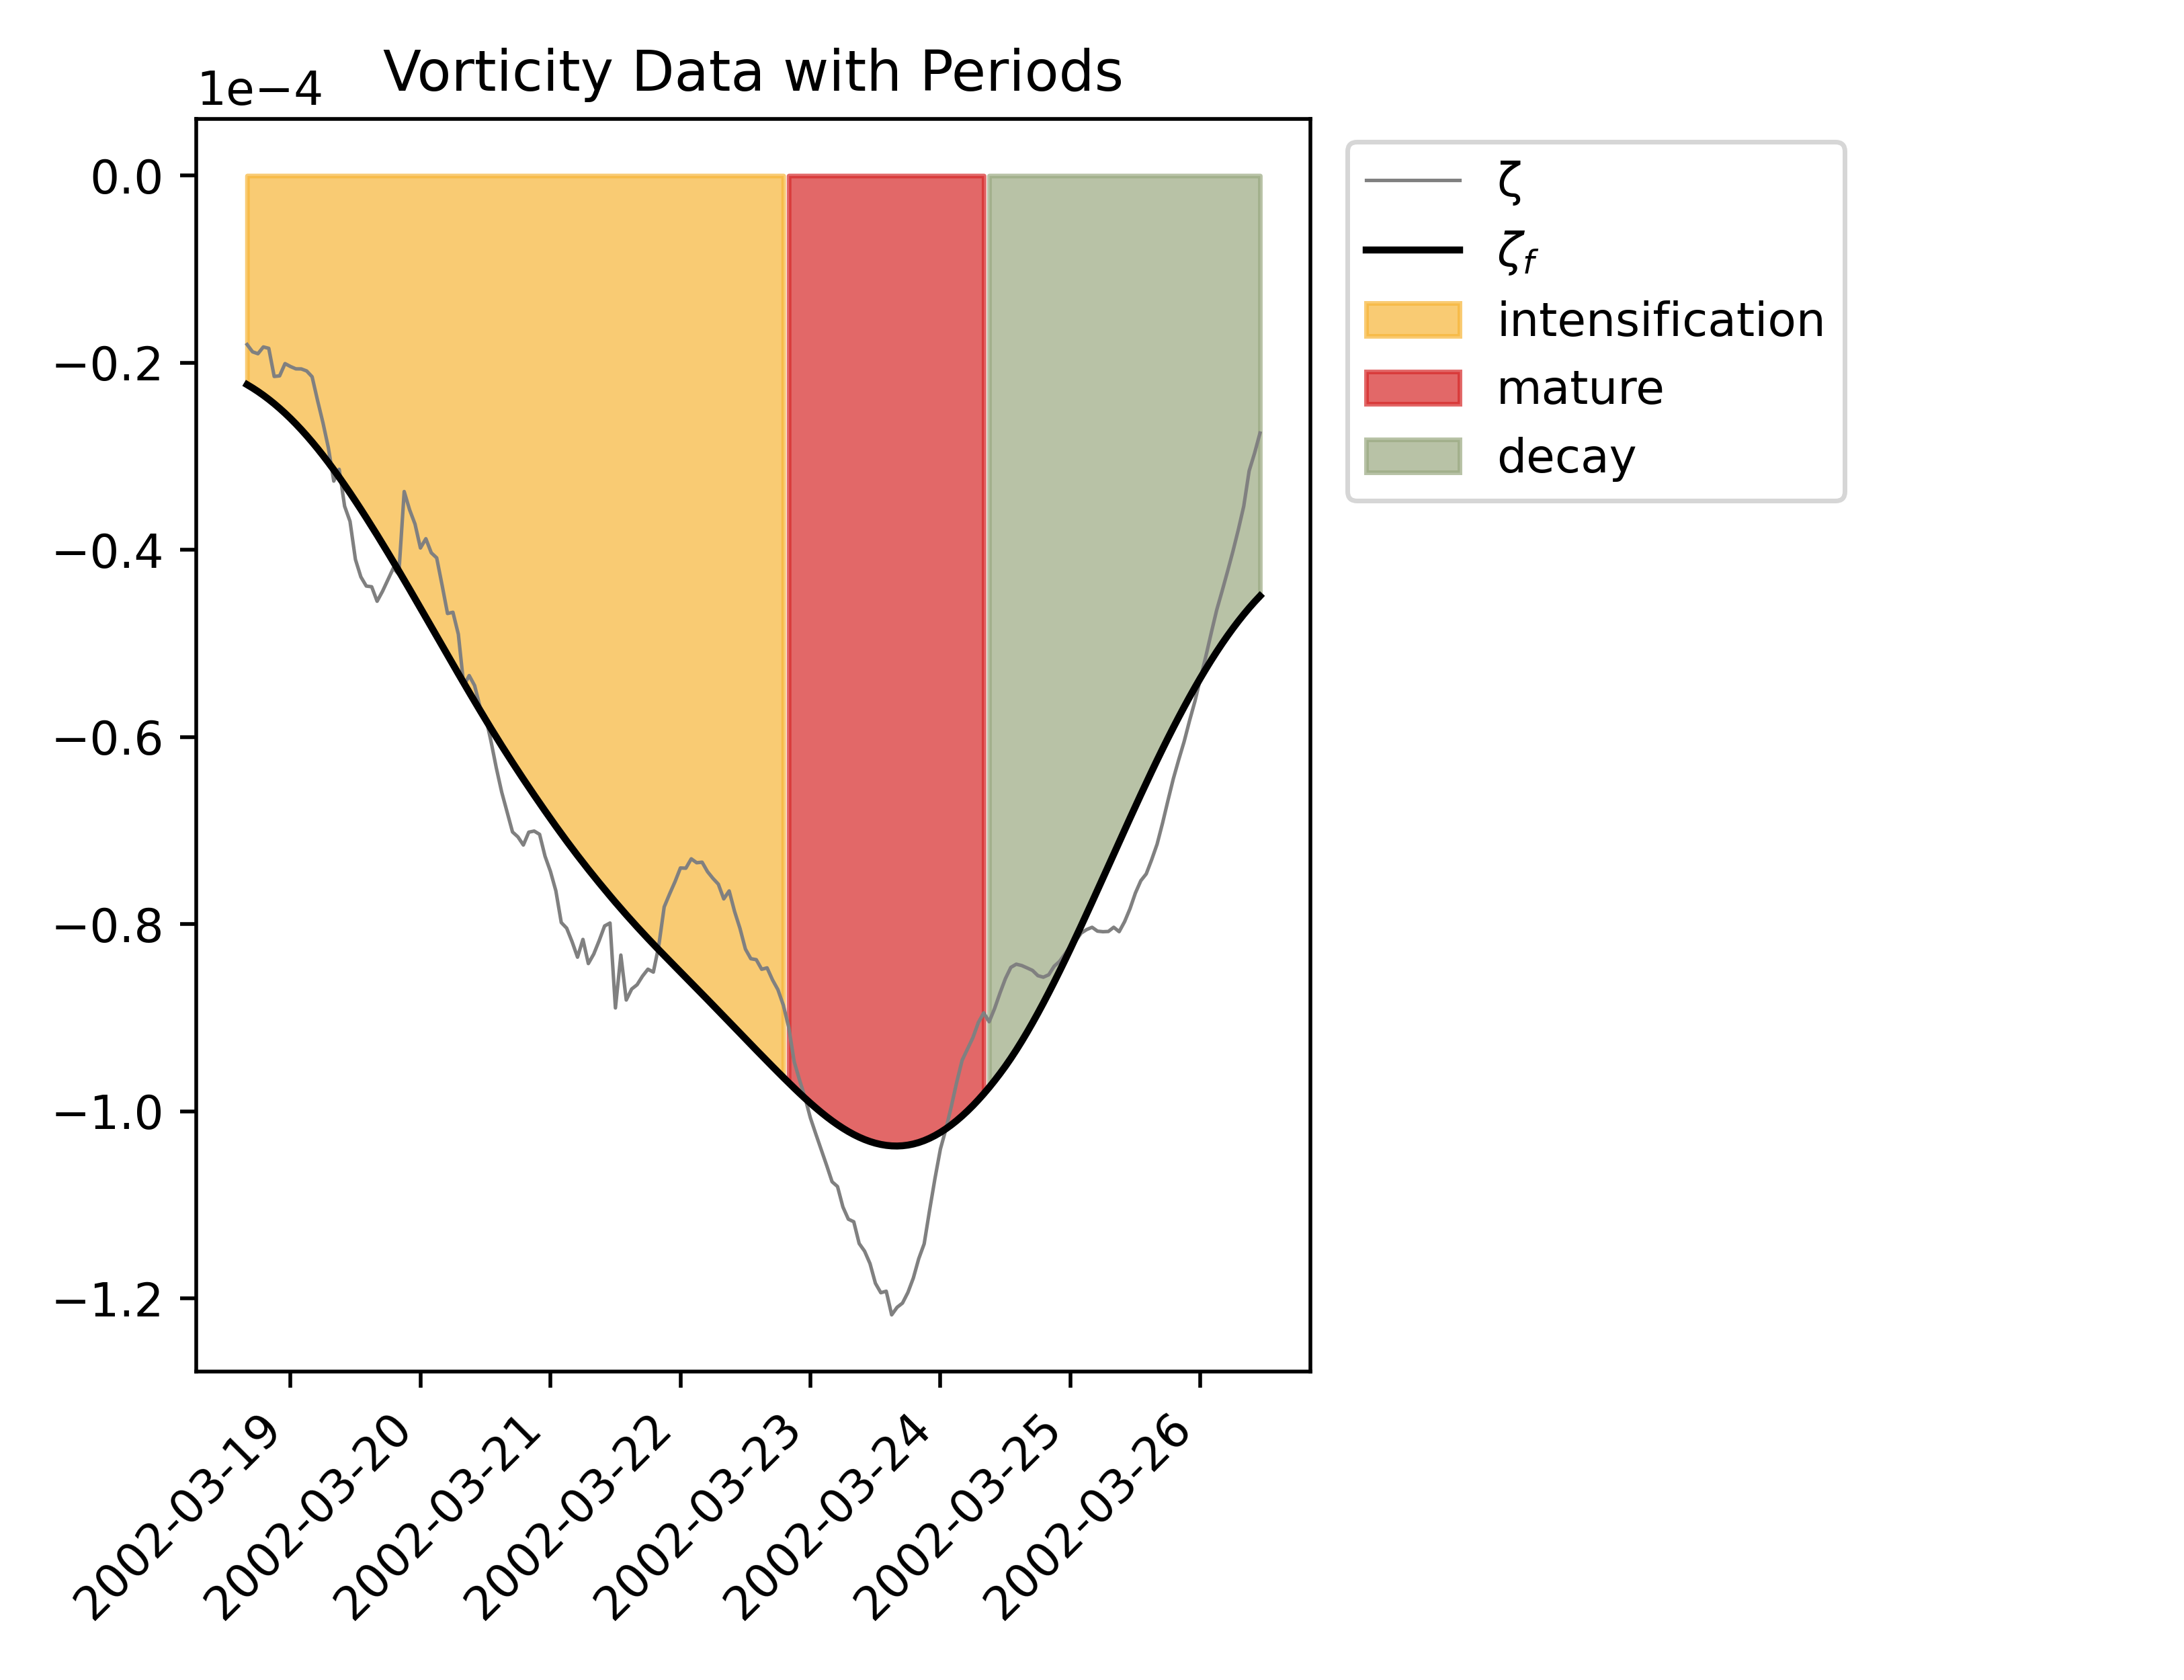 Vorticity Data with Periods
1e−4
0.0
−0.2
−0.4
−0.6
−0.8
−1.0
−1.2
2002-03-19
2002-03-20
2002-03-21
2002-03-22
2002-03-23
2002-03-24
2002-03-25
2002-03-26
ζ
ζf
intensification
mature
decay